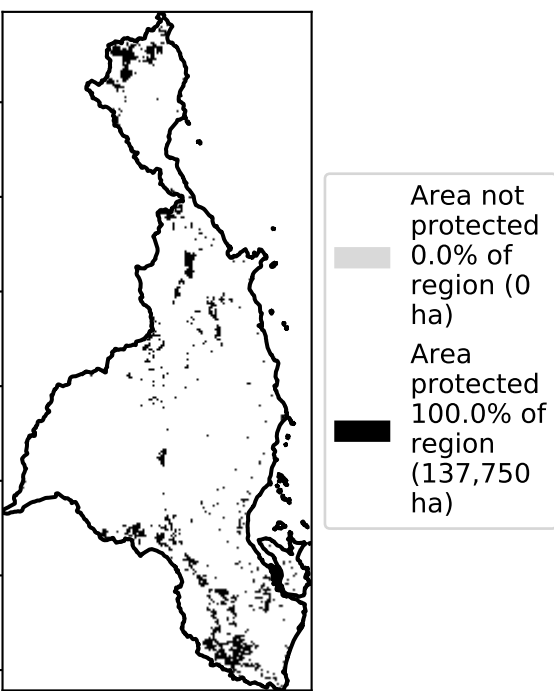 Area not
protected
0.0% of
region (0
ha)
Area
protected
100.0% of
region
(137,750
ha)